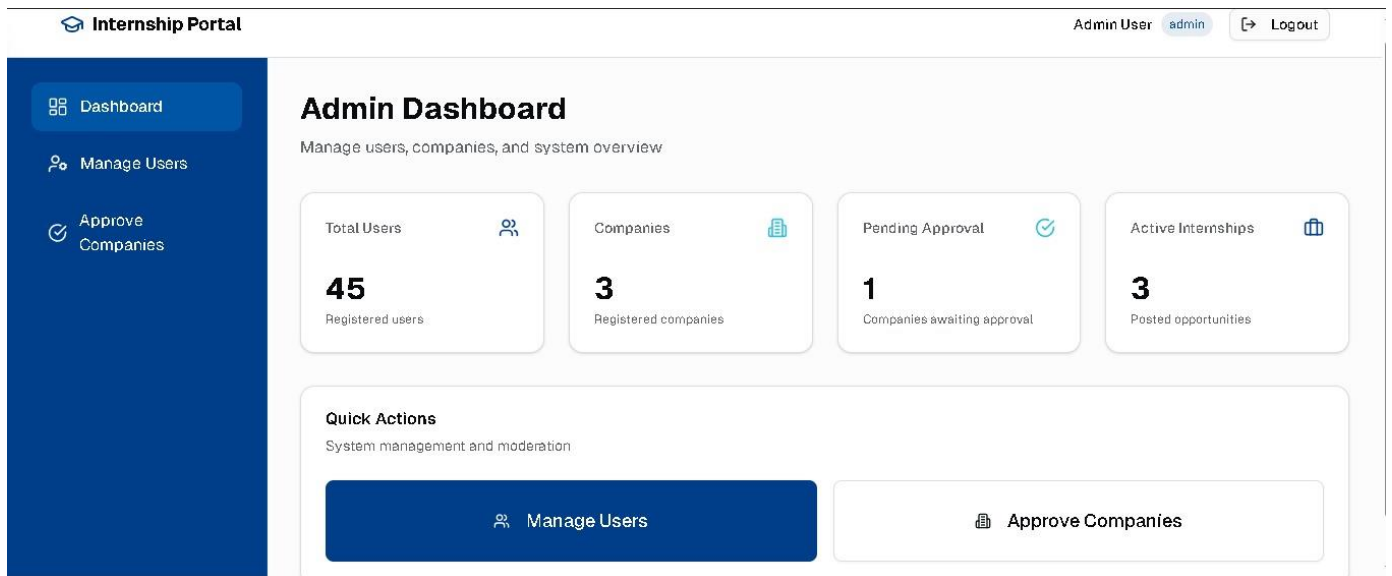 Internship Portal
Admin User admin Logout
Dashboard
Manage Users
Approve
Companies
Admin Dashboard
Manage users, companies, and system overview
Total Users
45
Registered users
Companies
3
Registered companies
Pending Approval
1
Companies awaiting approval
Active Internships
3
Posted opportunities
Quick Actions
System management and moderation
Manage Users
Approve Companies